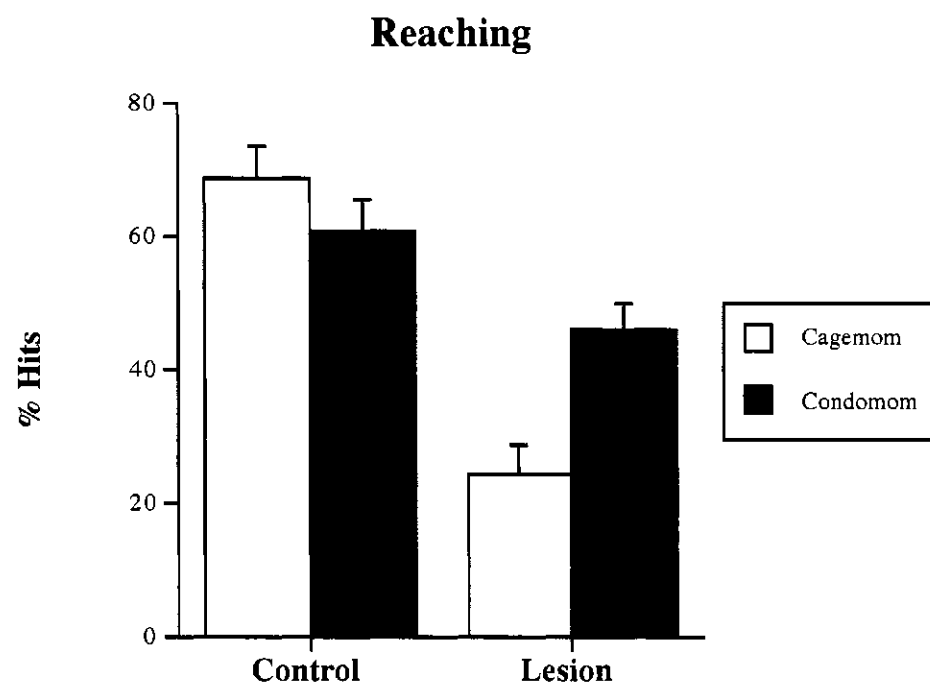 Reaching
80
60
40
20
0
% Hits
Control
Lesion
Cagemom
Condomom